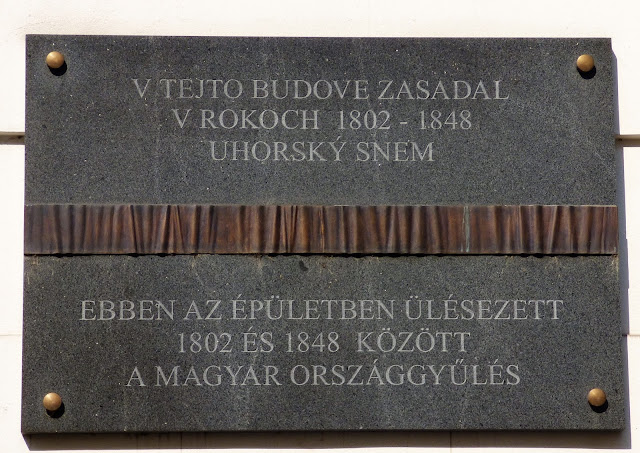 V TEJTO BUDOVE ZASADAL
V ROKOCH 1802 - 1848
UHORSKÝ SNEM
EBBEN AZ ÉPÜLETBEN ÜLÉSEZETT
1802 ÉS 1848 KÖZÖTT
A MAGYAR ORSZÁGGYŰLÉS